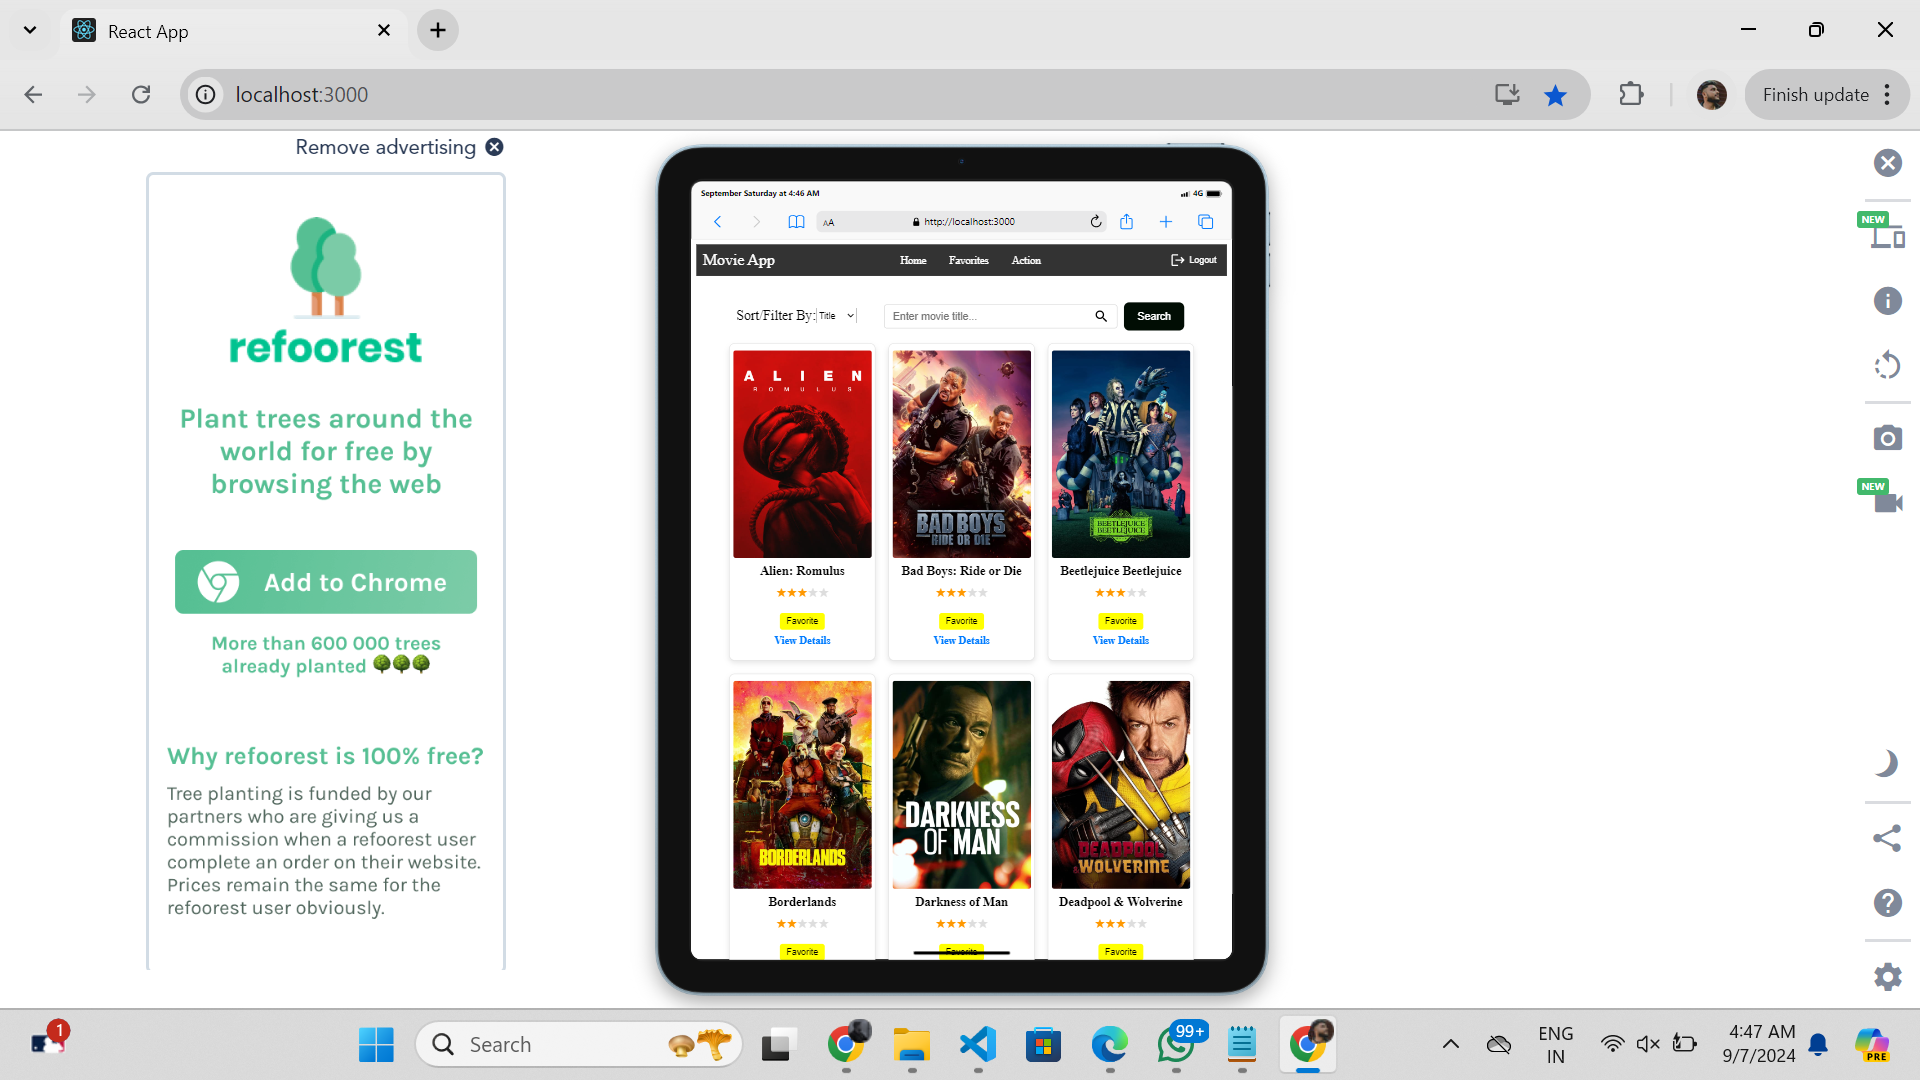 React App
localhost:3000
Finish update
Remove advertising
refoorest
Plant trees around the
world for free by
browsing the web
Add to Chrome
More than 600 000 trees
already planted
Why refoorest is 100% free?
Tree planting is funded by our
partners who are giving us a
commission when a refoorest user
complete an order on their website.
Prices remain the same for the
refoorest user obviously.
September Saturday at 4:46 AM
4G
AA
http://localhost:3000
Movie App
Home
Favorites
Action
Logout
Sort/Filter By:
Title
Enter movie title...
Search
ALIEN
ROMULUS
BAD BOYS
RIDE OR DIE
BEETLEJUICE
BEETLEJUICE
Alien: Romulus
Bad Boys: Ride or Die
Beetlejuice Beetlejuice
Favorite
Favorite
Favorite
View Details
View Details
View Details
BORDERLANDS
DARKNESS
OF MAN
DEADPOOL
& WOLVERINE
Borderlands
Darkness of Man
Deadpool & Wolverine
Favorite
Favorite
Favorite
NEW
NEW
1
Search
99+
ENG
IN
4:47 AM
9/7/2024
PRE